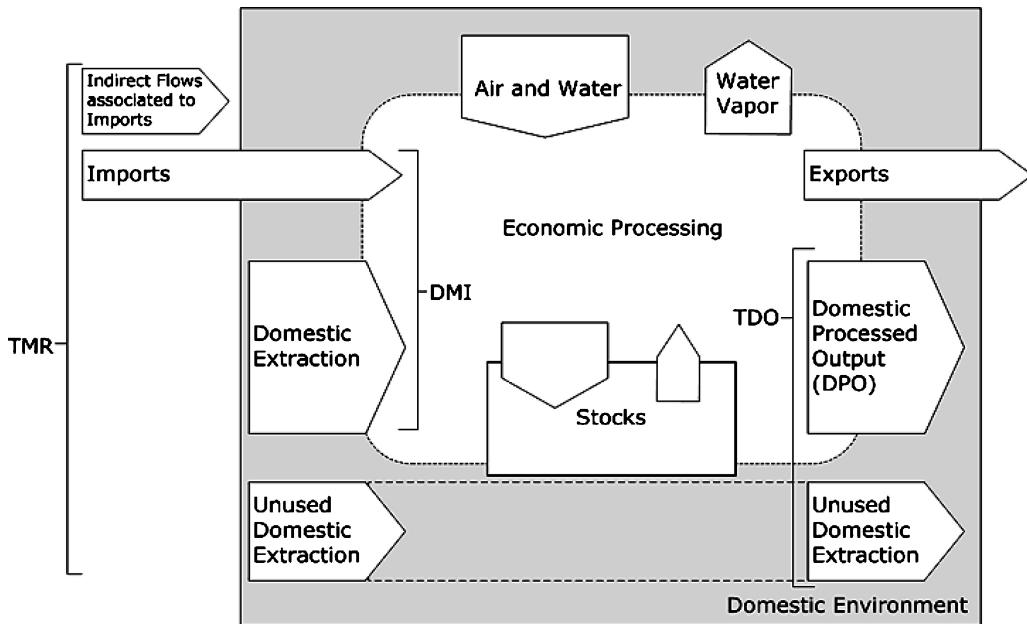 Indirect Flows
associated to
Imports
Air and Water
Water
Vapor
Imports
Exports
Economic Processing
DMI
TDO
TMR
Domestic
Extraction
Domestic
Processed
Output
(DPO)
Stocks
Unused
Domestic
Extraction
Unused
Domestic
Extraction
Domestic Environment